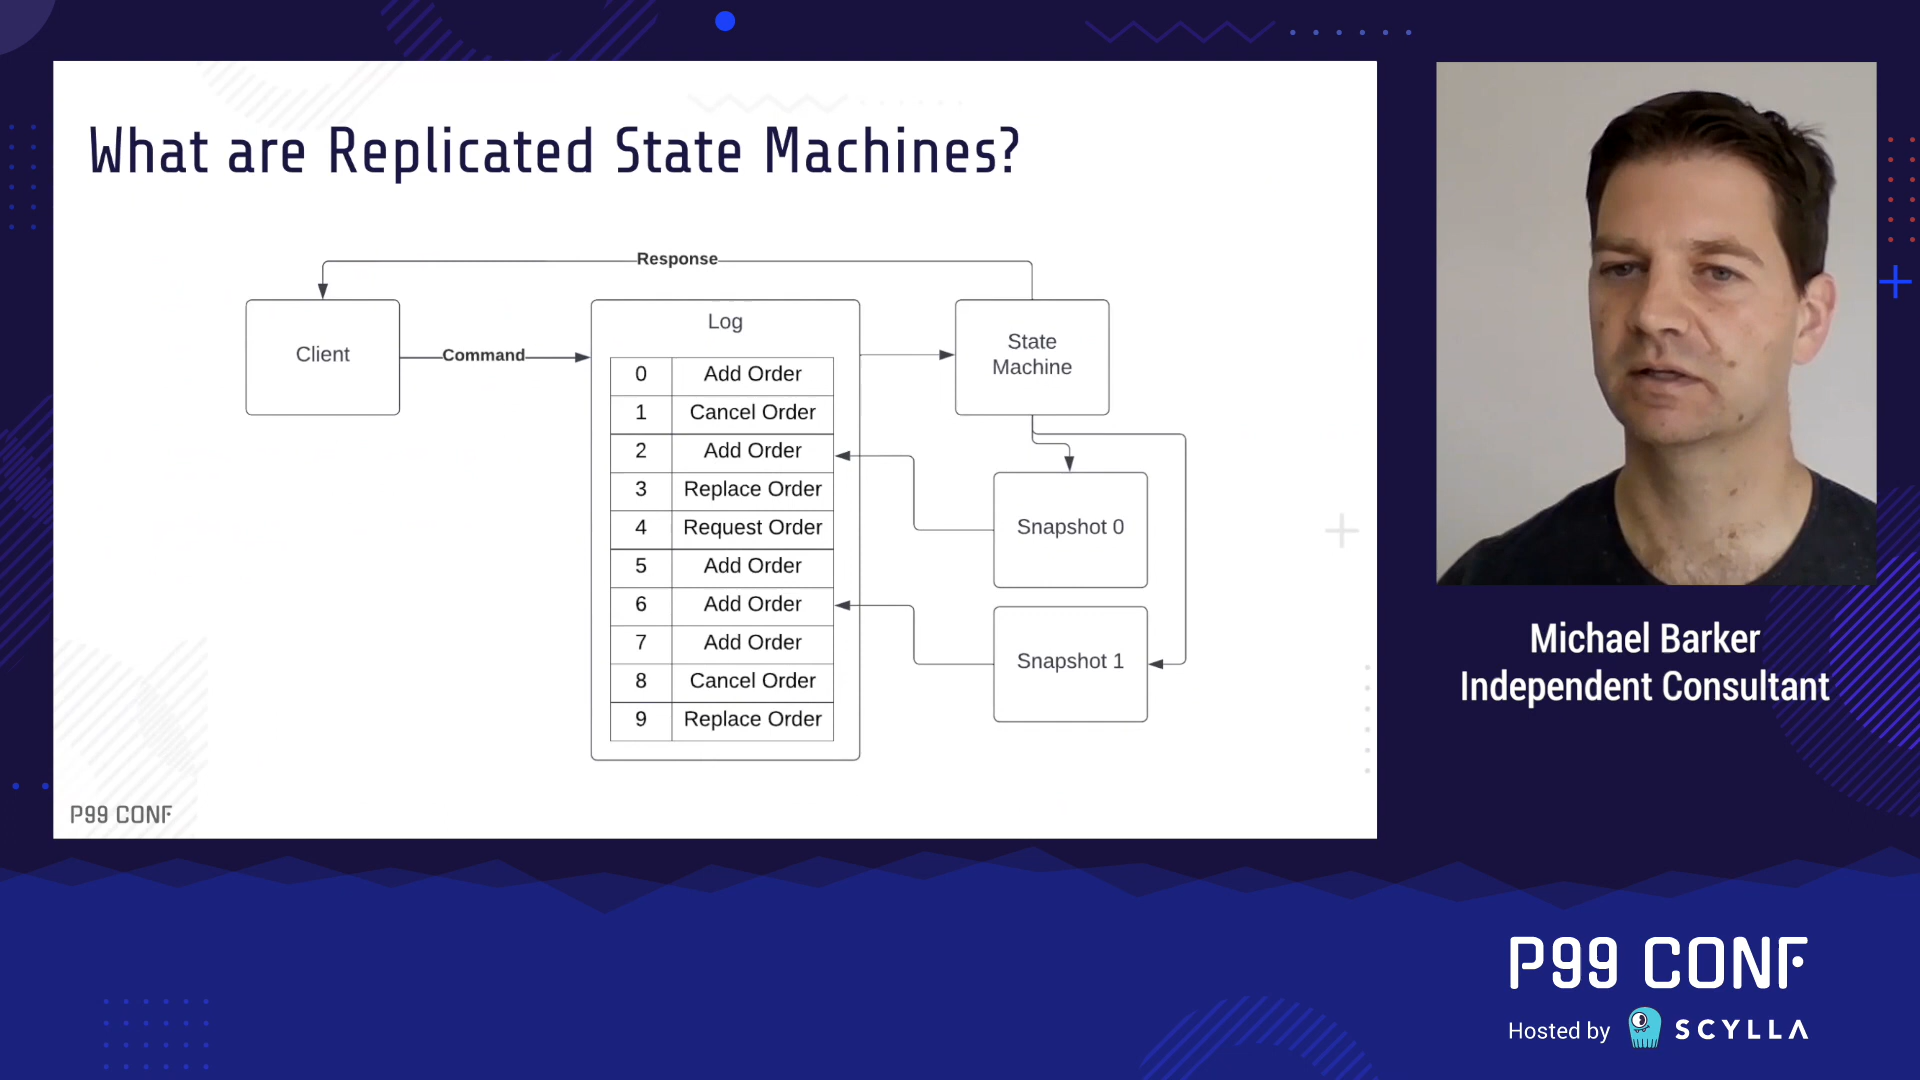 What are Replicated State Machines?
Response
Client
Command
Log
0 Add Order
1 Cancel Order
2 Add Order
3 Replace Order
4 Request Order
5 Add Order
6 Add Order
7 Add Order
8 Cancel Order
9 Replace Order
State
Machine
Snapshot 0
Snapshot 1
P99 CONF
Michael Barker
Independent Consultant
P99 CONF
Hosted by SCYLLA